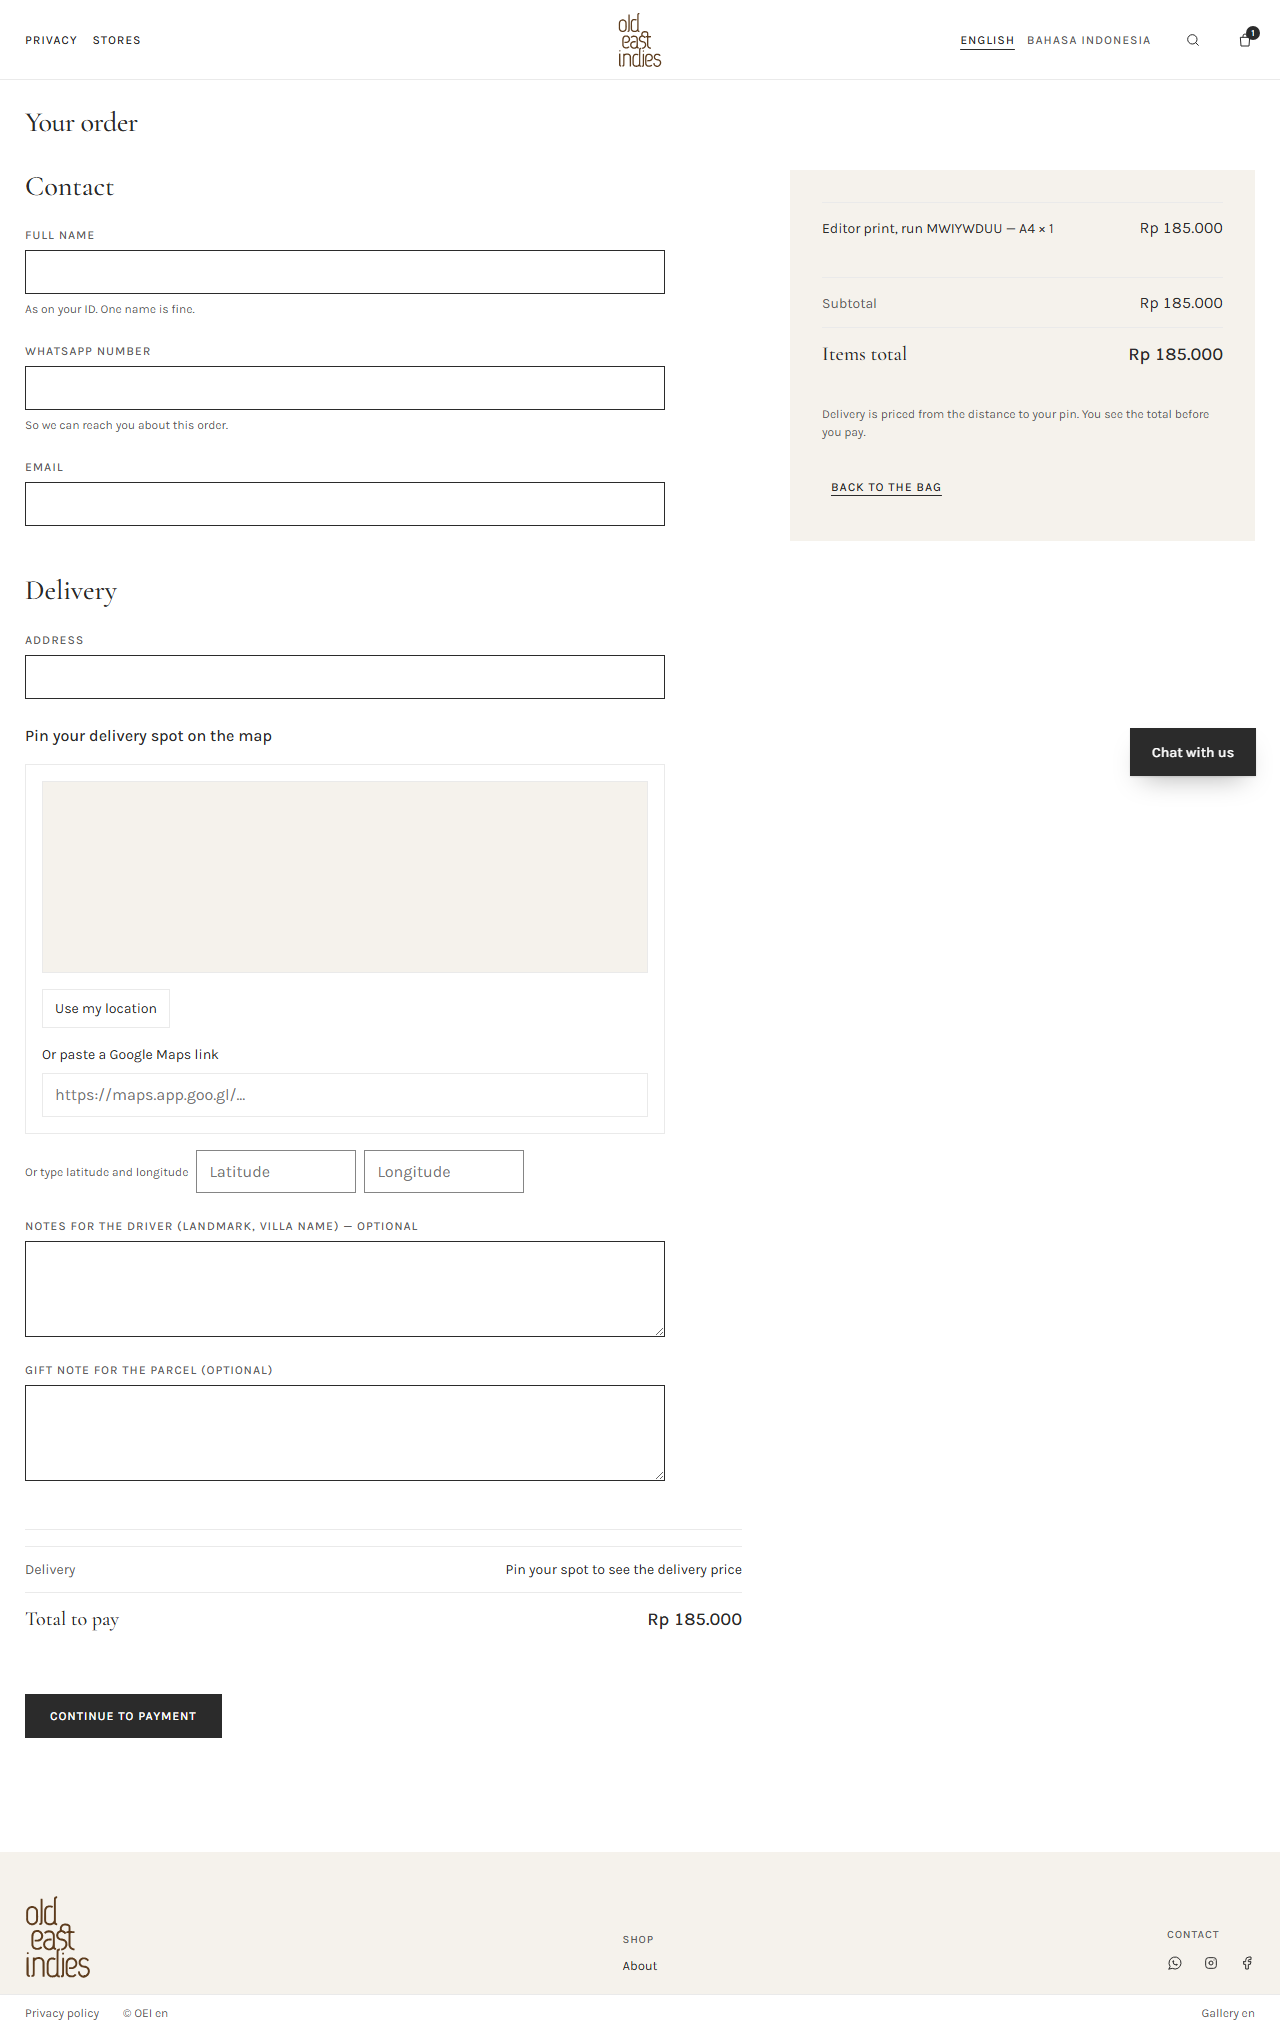 PRIVACY STORES
old
east
indies
ENGLISH BAHASA INDONESIA
1
Your order
Contact
FULL NAME
As on your ID. One name is fine.
WHATSAPP NUMBER
So we can reach you about this order.
EMAIL
Editor print, run MWIYWDUU — A4 × 1 Rp 185.000
Subtotal Rp 185.000
Items total Rp 185.000
Delivery is priced from the distance to your pin. You see the total before
you pay.
BACK TO THE BAG
Delivery
ADDRESS
Pin your delivery spot on the map
Chat with us
Use my location
Or paste a Google Maps link
https://maps.app.goo.gl/...
Or type latitude and longitude Latitude Longitude
NOTES FOR THE DRIVER (LANDMARK, VILLA NAME) — OPTIONAL
GIFT NOTE FOR THE PARCEL (OPTIONAL)
Delivery Pin your spot to see the delivery price
Total to pay Rp 185.000
CONTINUE TO PAYMENT
old
east
indies
SHOP
About
CONTACT
Privacy policy © OEI en Gallery en